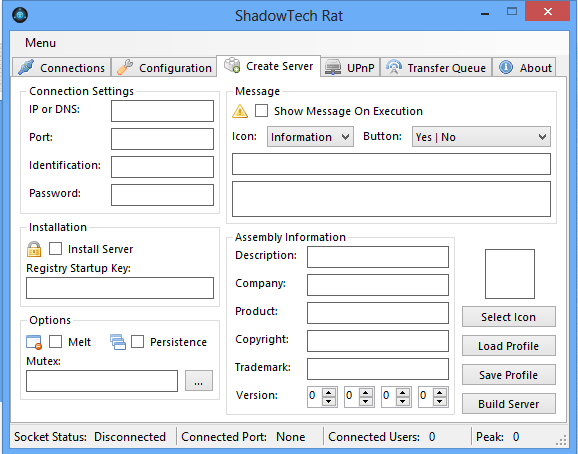 ShadowTech Rat
Menu
Connections Configuration Create Server UPnP Transfer Queue About
Connection Settings
IP or DNS:
Port:
Identification:
Password:
Message
Show Message On Execution
Icon: Information Button: Yes | No
Installation
Install Server
Registry Startup Key:
Options
Melt Persistence
Mutex:
...
Assembly Information
Description:
Company:
Product:
Copyright:
Trademark:
Version: 0 0 0 0
Select Icon
Load Profile
Save Profile
Build Server
Socket Status: Disconnected Connected Port: None Connected Users: 0 Peak: 0